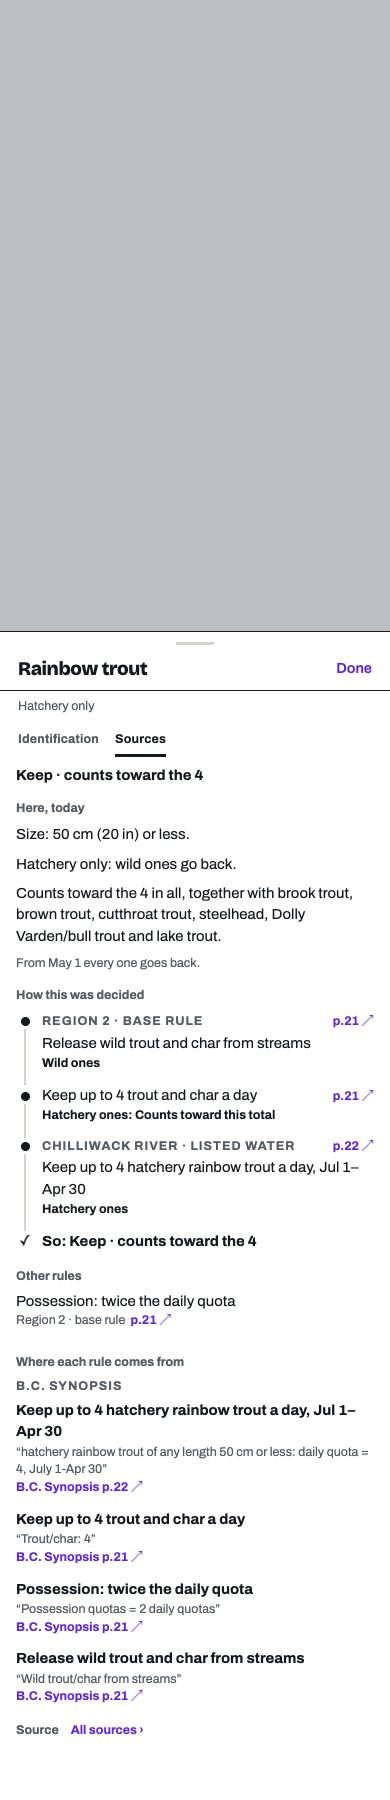 Rainbow trout
Done
Hatchery only
Identification
Sources
Keep · counts toward the 4
Here, today
Size: 50 cm (20 in) or less.
Hatchery only: wild ones go back.
Counts toward the 4 in all, together with brook trout,
brown trout, cutthroat trout, steelhead, Dolly
Varden/bull trout and lake trout.
From May 1 every one goes back.
How this was decided
REGION 2 · BASE RULE
p.21 ↗
Release wild trout and char from streams
Wild ones
Keep up to 4 trout and char a day
p.21 ↗
Hatchery ones: Counts toward this total
CHILLIWACK RIVER · LISTED WATER
p.22 ↗
Keep up to 4 hatchery rainbow trout a day, Jul 1–
Apr 30
Hatchery ones
✓ So: Keep · counts toward the 4
Other rules
Possession: twice the daily quota
Region 2 · base rule p.21 ↗
Where each rule comes from
B.C. SYNOPSIS
Keep up to 4 hatchery rainbow trout a day, Jul 1–
Apr 30
“hatchery rainbow trout of any length 50 cm or less: daily quota =
4, July 1-Apr 30”
B.C. Synopsis p.22 ↗
Keep up to 4 trout and char a day
“Trout/char: 4”
B.C. Synopsis p.21 ↗
Possession: twice the daily quota
“Possession quotas = 2 daily quotas”
B.C. Synopsis p.21 ↗
Release wild trout and char from streams
“Wild trout/char from streams”
B.C. Synopsis p.21 ↗
Source All sources ›